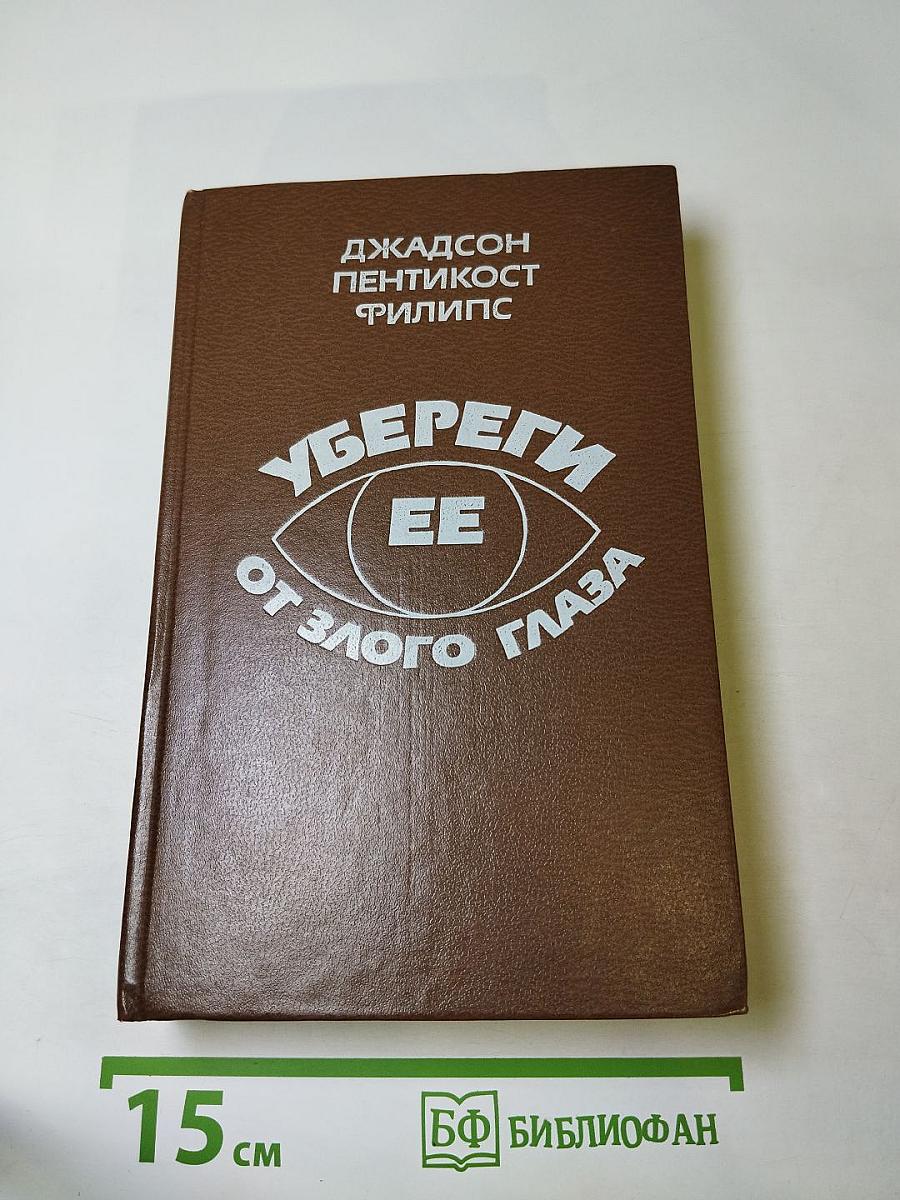 ДЖАДСОН
ПЕНТИКОСТ
ФИЛИПС
УБЕРЕГИ
ЕЕ
ОТ ЗЛОГО ГЛАЗА
15 см
БФ БИБЛИОФАН